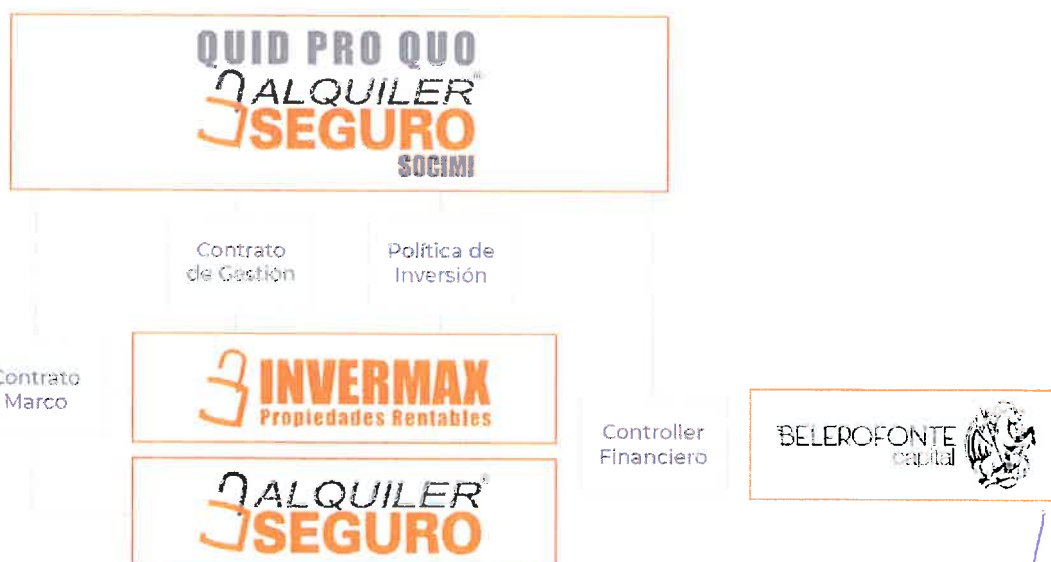 QUID PRO QUO
ALQUILER
SEGURO
SOCIMI
Contrato
de Gestión
Política de
Inversión
Contrato
Marco
INVERMAX
Propiedades Rentables
Controller
Financiero
BELEROFONTE
capital
ALQUILER
SEGURO